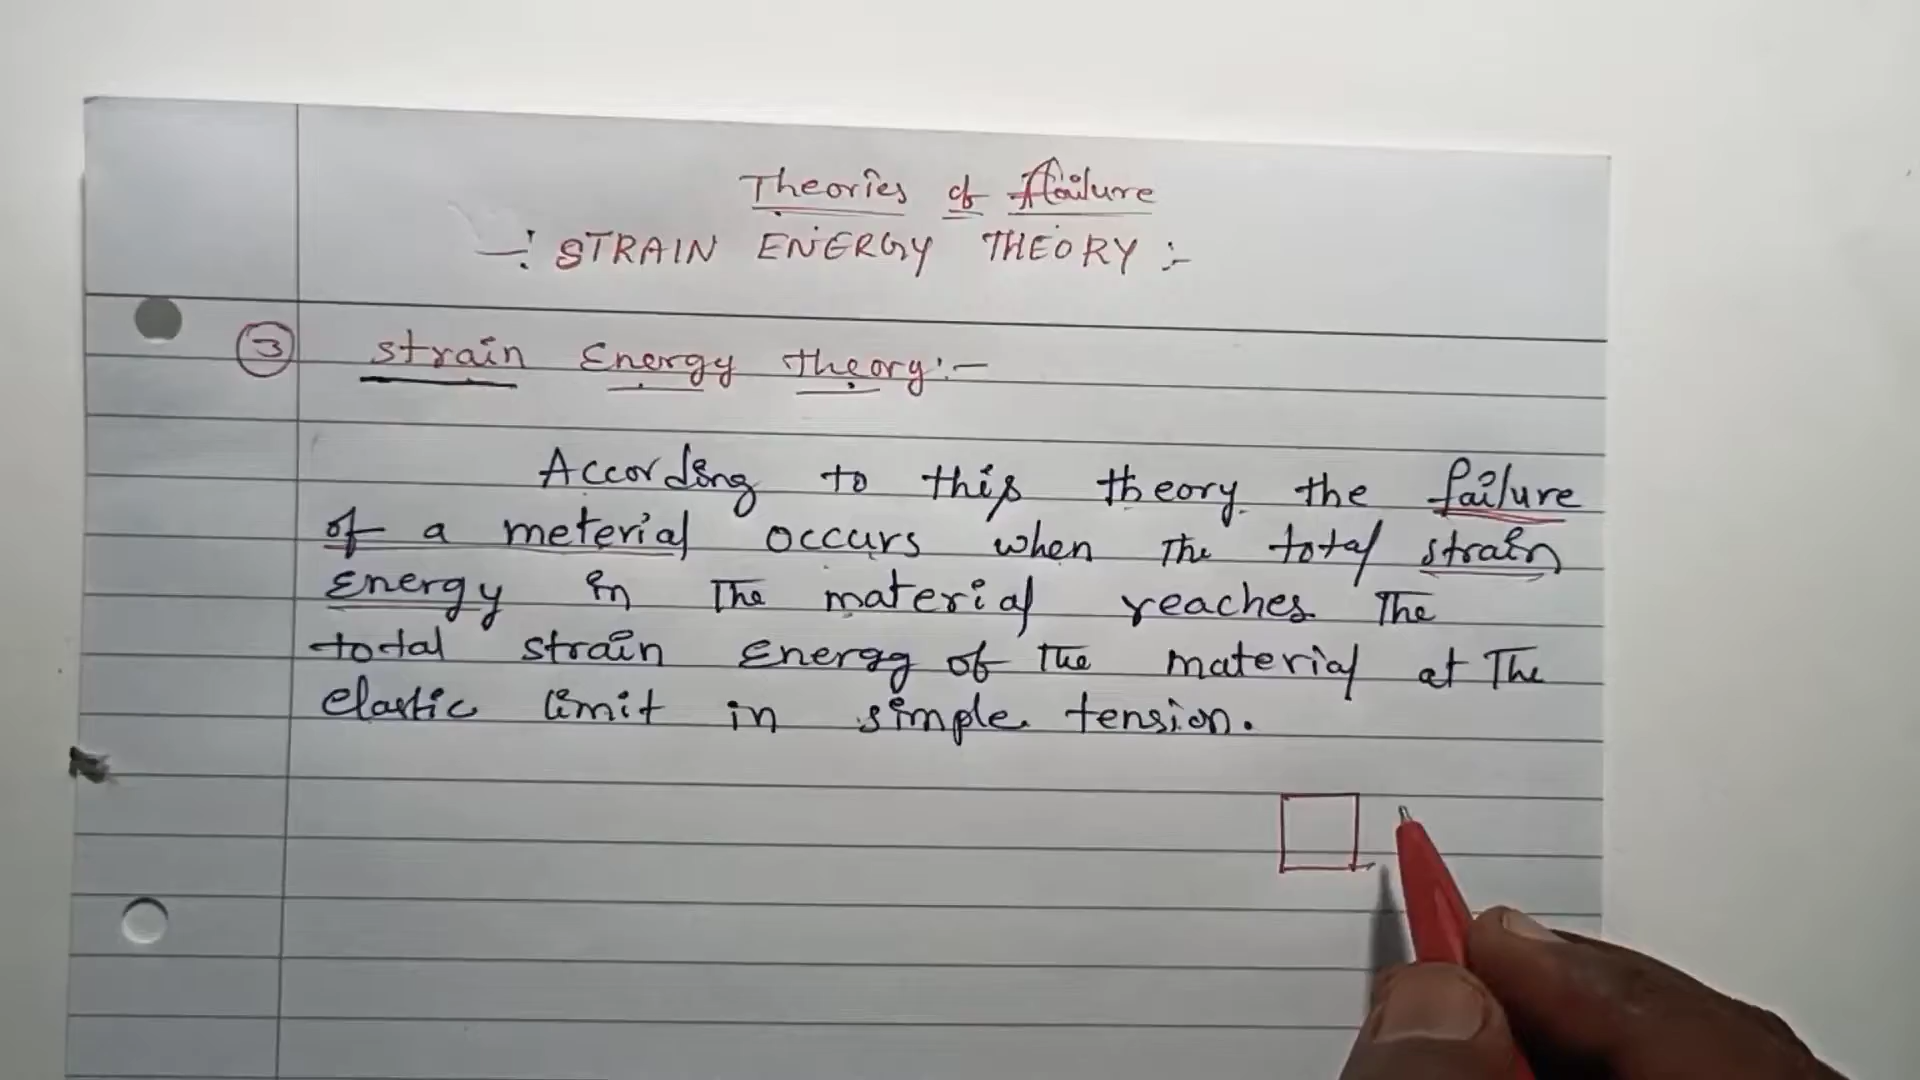 Theories of failure
-: STRAIN ENERGY THEORY :-
3 strain Energy theory:-
According to this theory the failure
of a meterial occurs when The total strain
Energy in The material reaches The
total strain Energy of The material at The
elastic limit in simple tension.